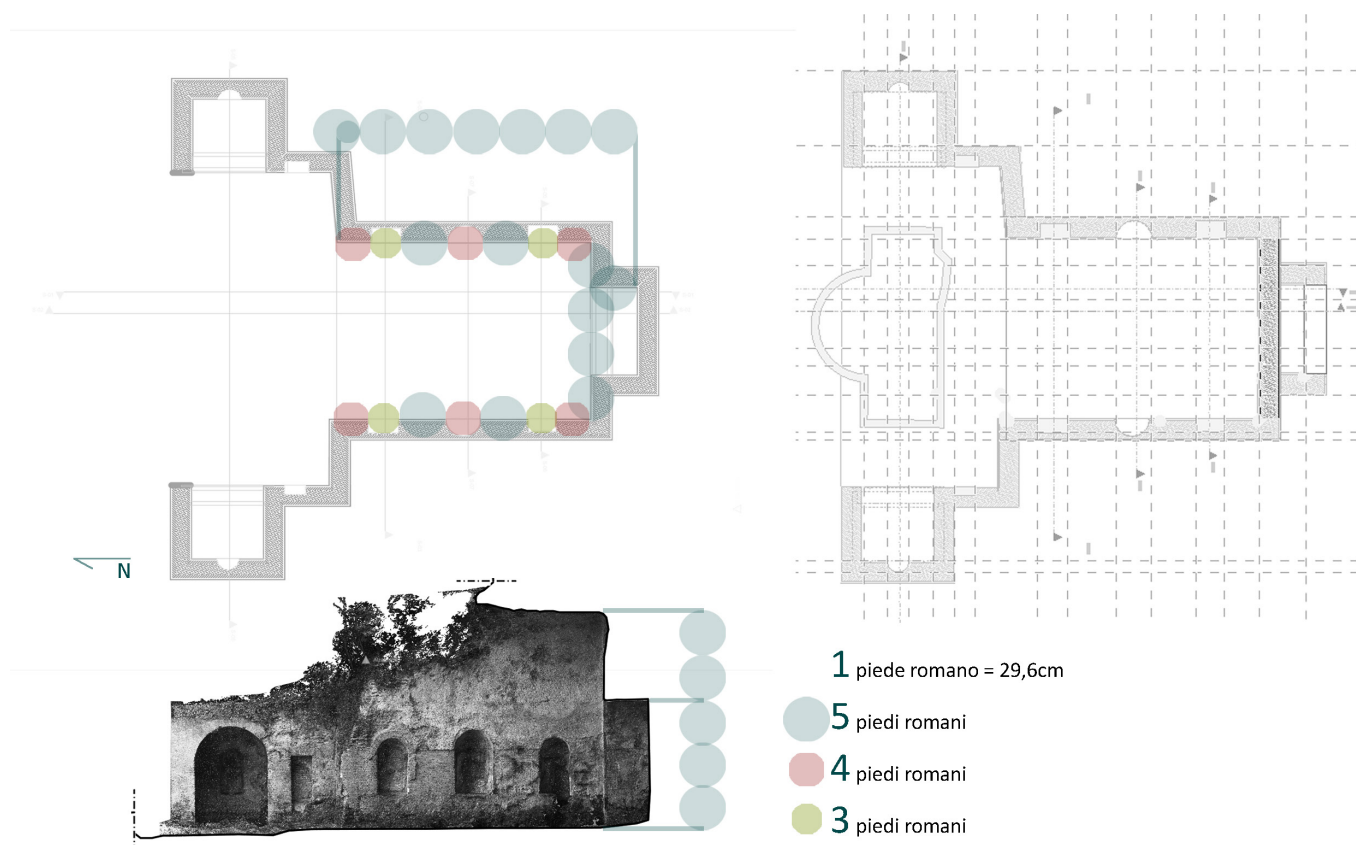 N
1 piede romano = 29,6cm
5 piedi romani
4 piedi romani
3 piedi romani